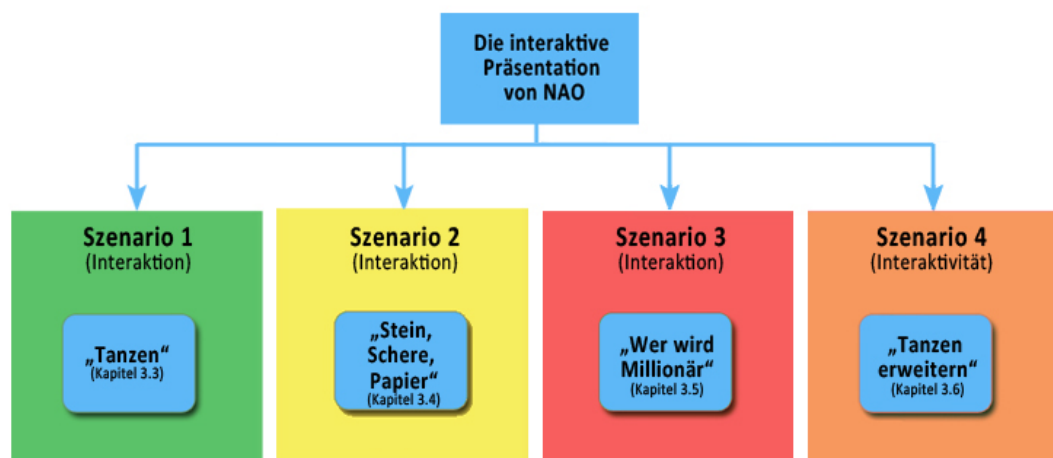 Die interaktive
Präsentation
von NAO
Szenario 1
(Interaktion)
„Tanzen“
(Kapitel 3.3)
Szenario 2
(Interaktion)
„Stein,
Schere,
Papier“
(Kapitel 3.4)
Szenario 3
(Interaktion)
„Wer wird
Millionär“
(Kapitel 3.5)
Szenario 4
(Interaktivität)
„Tanzen
erweitern“
(Kapitel 3.6)